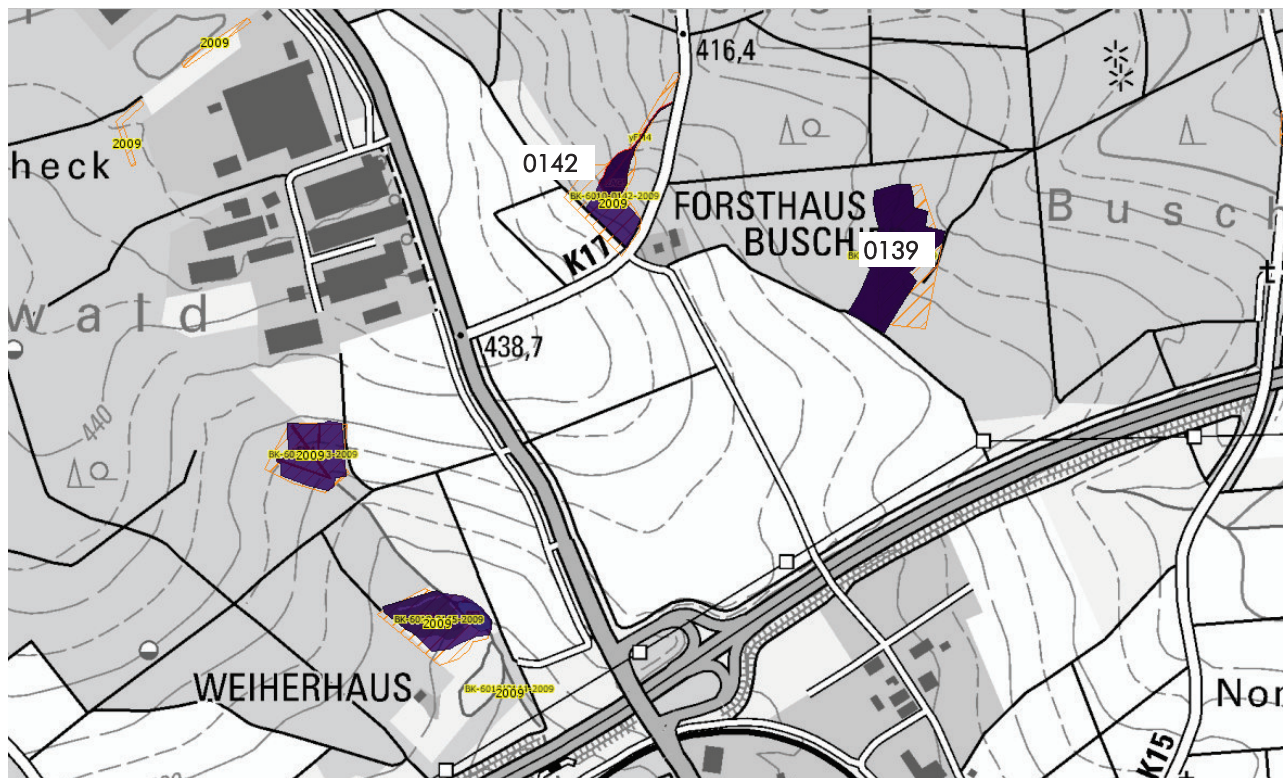 2009
416,4
2009
heck
0142
2009
K17
FORSTHAUS
BUSCH
0139
Busch
wald
438,7
440
2009
2009
WEIHERHAUS
2009
Nor
K15